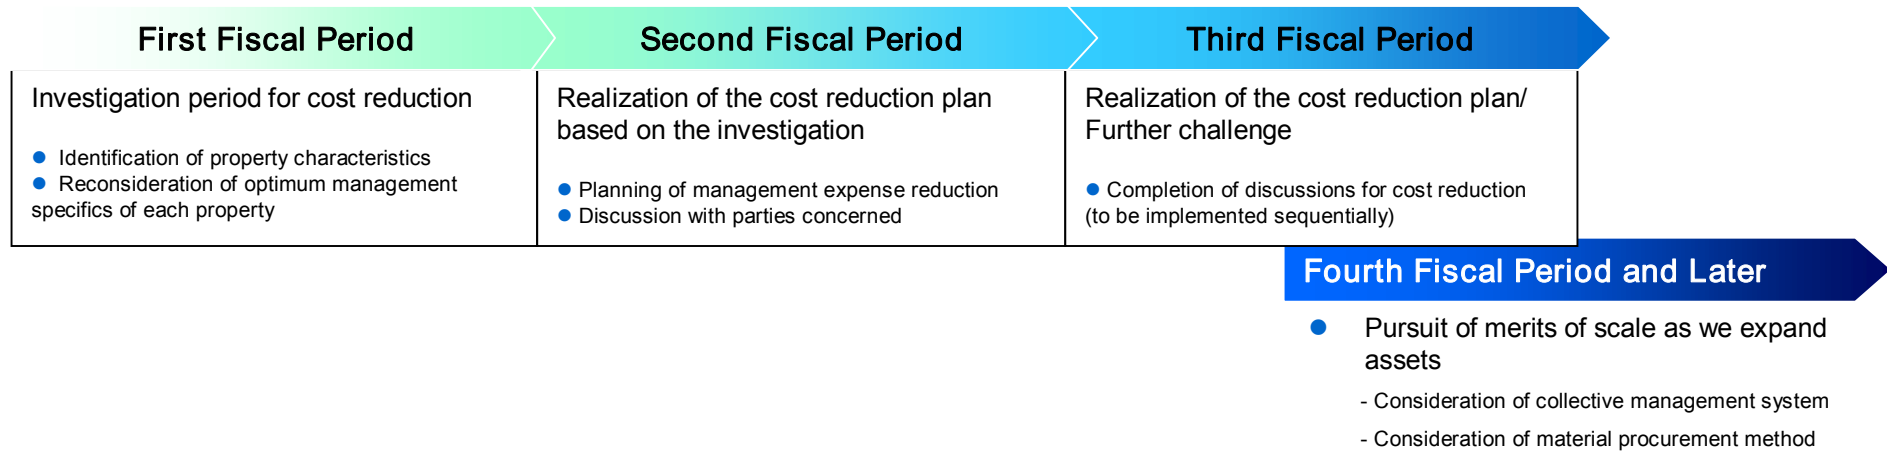 First Fiscal Period
Second Fiscal Period
Third Fiscal Period
Investigation period for cost reduction
● Identification of property characteristics
● Reconsideration of optimum management
specifics of each property
Realization of the cost reduction plan
based on the investigation
● Planning of management expense reduction
● Discussion with parties concerned
Realization of the cost reduction plan/
Further challenge
● Completion of discussions for cost reduction
(to be implemented sequentially)
Fourth Fiscal Period and Later
● Pursuit of merits of scale as we expand
assets
- Consideration of collective management system
- Consideration of material procurement method